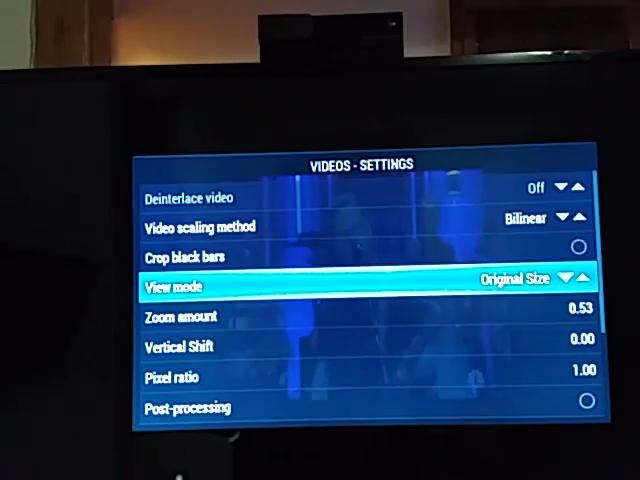 VIDEOS - SETTINGS
Deinterlace video Off
Video scaling method Bilinear
Crop black bars
View mode Original Size
Zoom amount 0.53
Vertical Shift 0.00
Pixel ratio 1.00
Post-processing